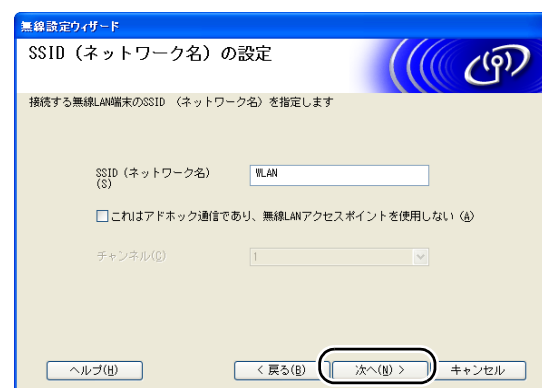 無線設定ウィザード
SSID（ネットワーク名）の設定
接続する無線LAN端末のSSID （ネットワーク名）を指定します
SSID（ネットワーク名） WLAN
(S)
これはアドホック通信であり、無線LANアクセスポイントを使用しない（A）
チャンネル(C) 1
ヘルプ(H) < 戻る(B) 次へ(N) > キャンセル